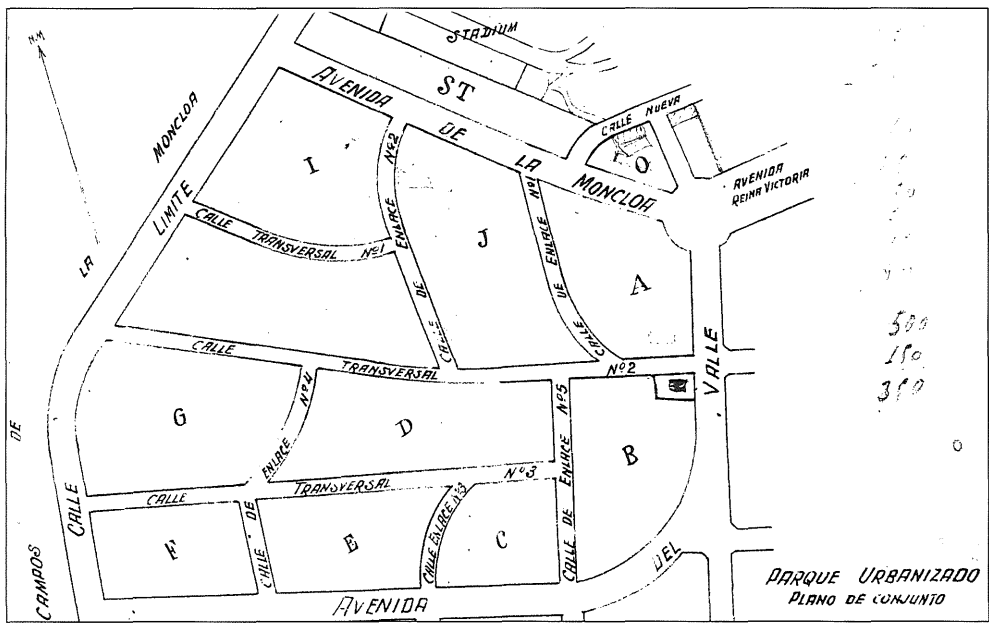 N.M
STADIUM
ST
AVENIDA DE LA MONCLOA
CALLE NUEVA
O
AVENIDA
REINA VICTORIA
CAMPOS DE LA MONCLOA
CALLE LIMITE
I
CALLE TRANSVERSAL Nº1
CALLE DE ENLACE Nº2
J
CALLE DE ENLACE Nº1
A
CALLE TRANSVERSAL Nº2
G
ENLACE Nº4
D
CALLE DE ENLACE Nº5
B
CALLE TRANSVERSAL Nº3
F
CALLE DE
E
CALLE ENLACE Nº3
C
AVENIDA DEL VALLE
500
150
350
PARQUE URBANIZADO
PLANO DE CONJUNTO